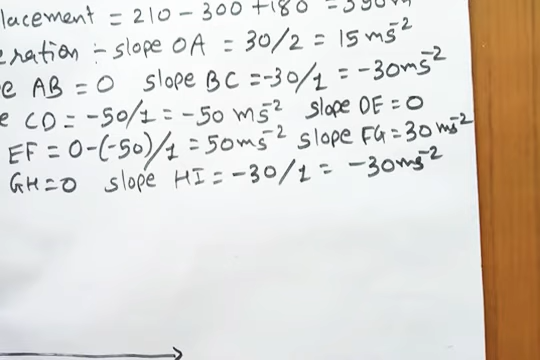 lacement = 210 - 300 + 180 = 390 m
eration :- slope OA = 30/2 = 15 ms⁻²
e AB = 0 slope BC = -30/1 = -30 ms⁻²
e CD = -50/1 = -50 ms⁻² slope DE = 0
EF = 0-(-50)/1 = 50 ms⁻² slope FG = 30 ms⁻²
GH = 0 slope HI = -30/1 = -30 ms⁻²